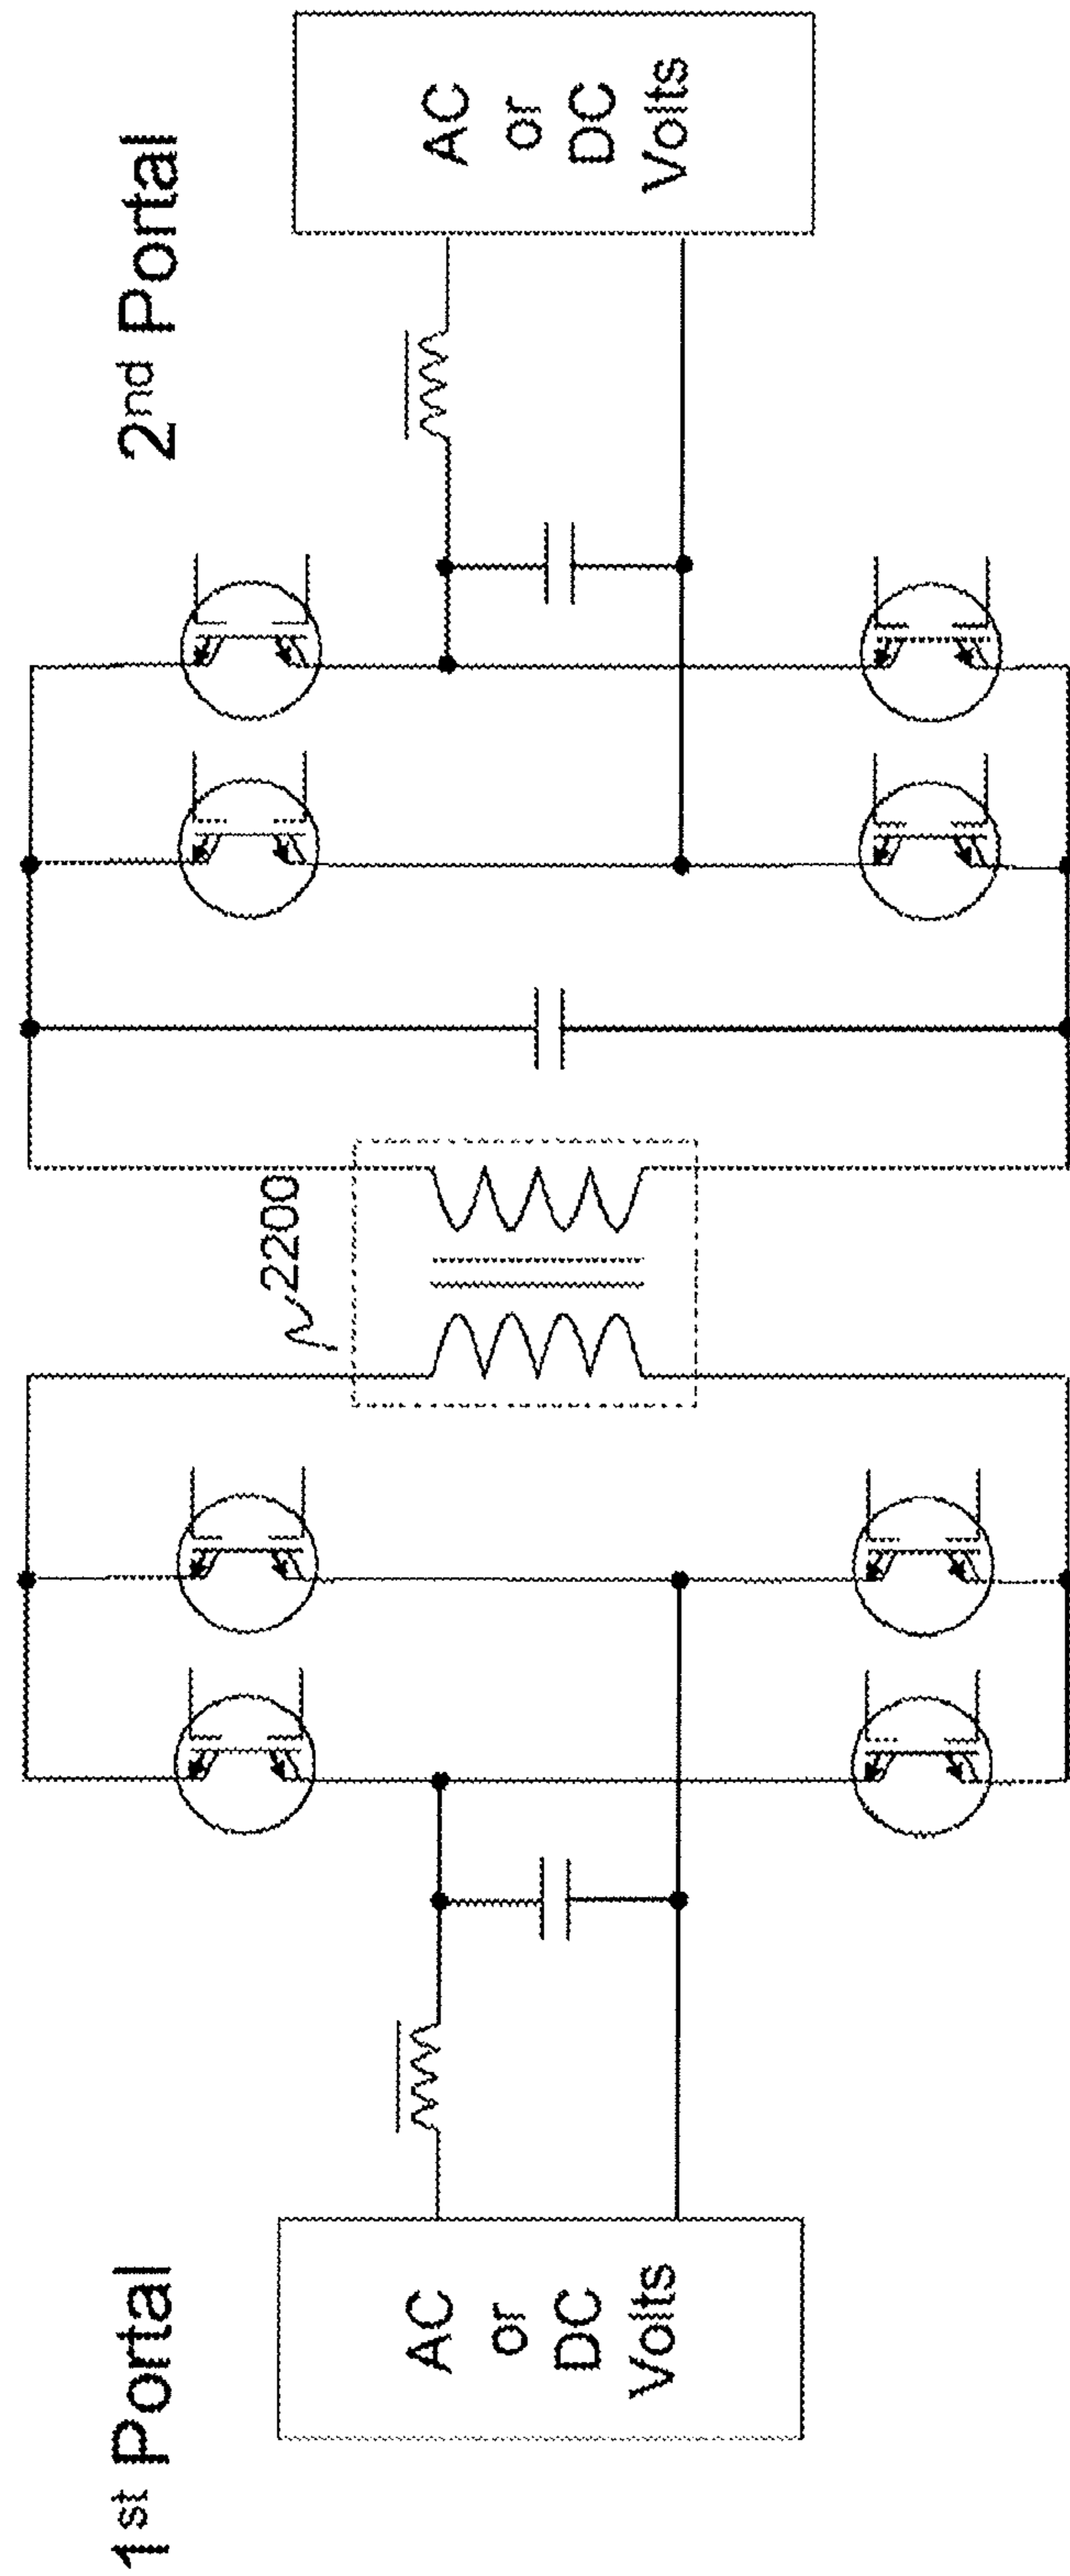 1st Portal
AC
or
DC
Volts
2200
2nd Portal
AC
or
DC
Volts